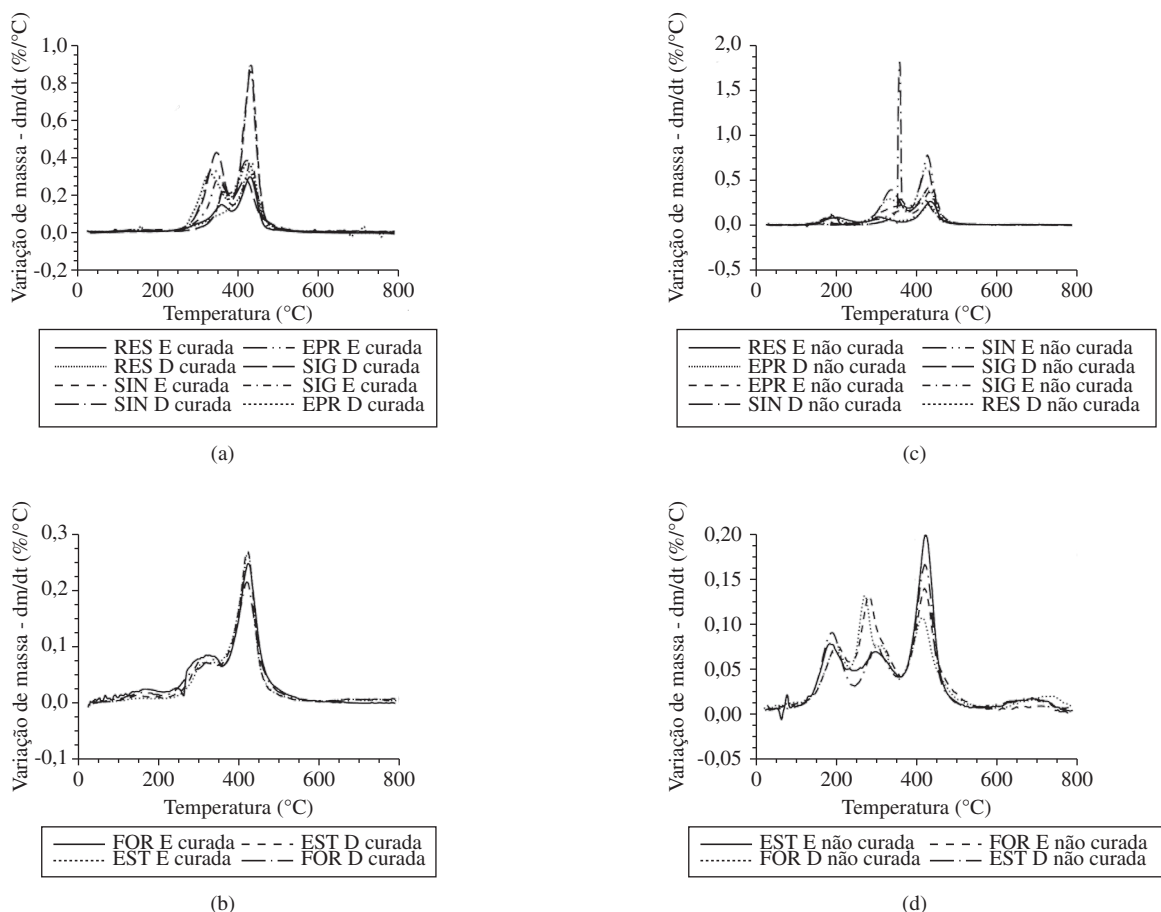 Variação de massa - dm/dt (%/°C)
1,0
0,8
0,6
0,4
0,2
0,0
-0,2
0 200 400 600 800
Temperatura (°C)
RES E curada EPR E curada
RES D curada SIG D curada
SIN E curada SIG E curada
SIN D curada EPR D curada
(a)
Variação de massa - dm/dt (%/°C)
2,0
1,5
1,0
0,5
0,0
-0,5
0 200 400 600 800
Temperatura (°C)
RES E não curada SIN E não curada
EPR D não curada SIG D não curada
EPR E não curada SIG E não curada
SIN D não curada RES D não curada
(c)
Variação de massa - dm/dt (%/°C)
0,3
0,2
0,1
0,0
-0,1
0 200 400 600 800
Temperatura (°C)
FOR E curada EST D curada
EST E curada FOR D curada
(b)
Variação de massa - dm/dt (%/°C)
0,20
0,15
0,10
0,05
0,00
-0,05
0 200 400 600 800
Temperatura (°C)
EST E não curada FOR E não curada
FOR D não curada EST D não curada
(d)